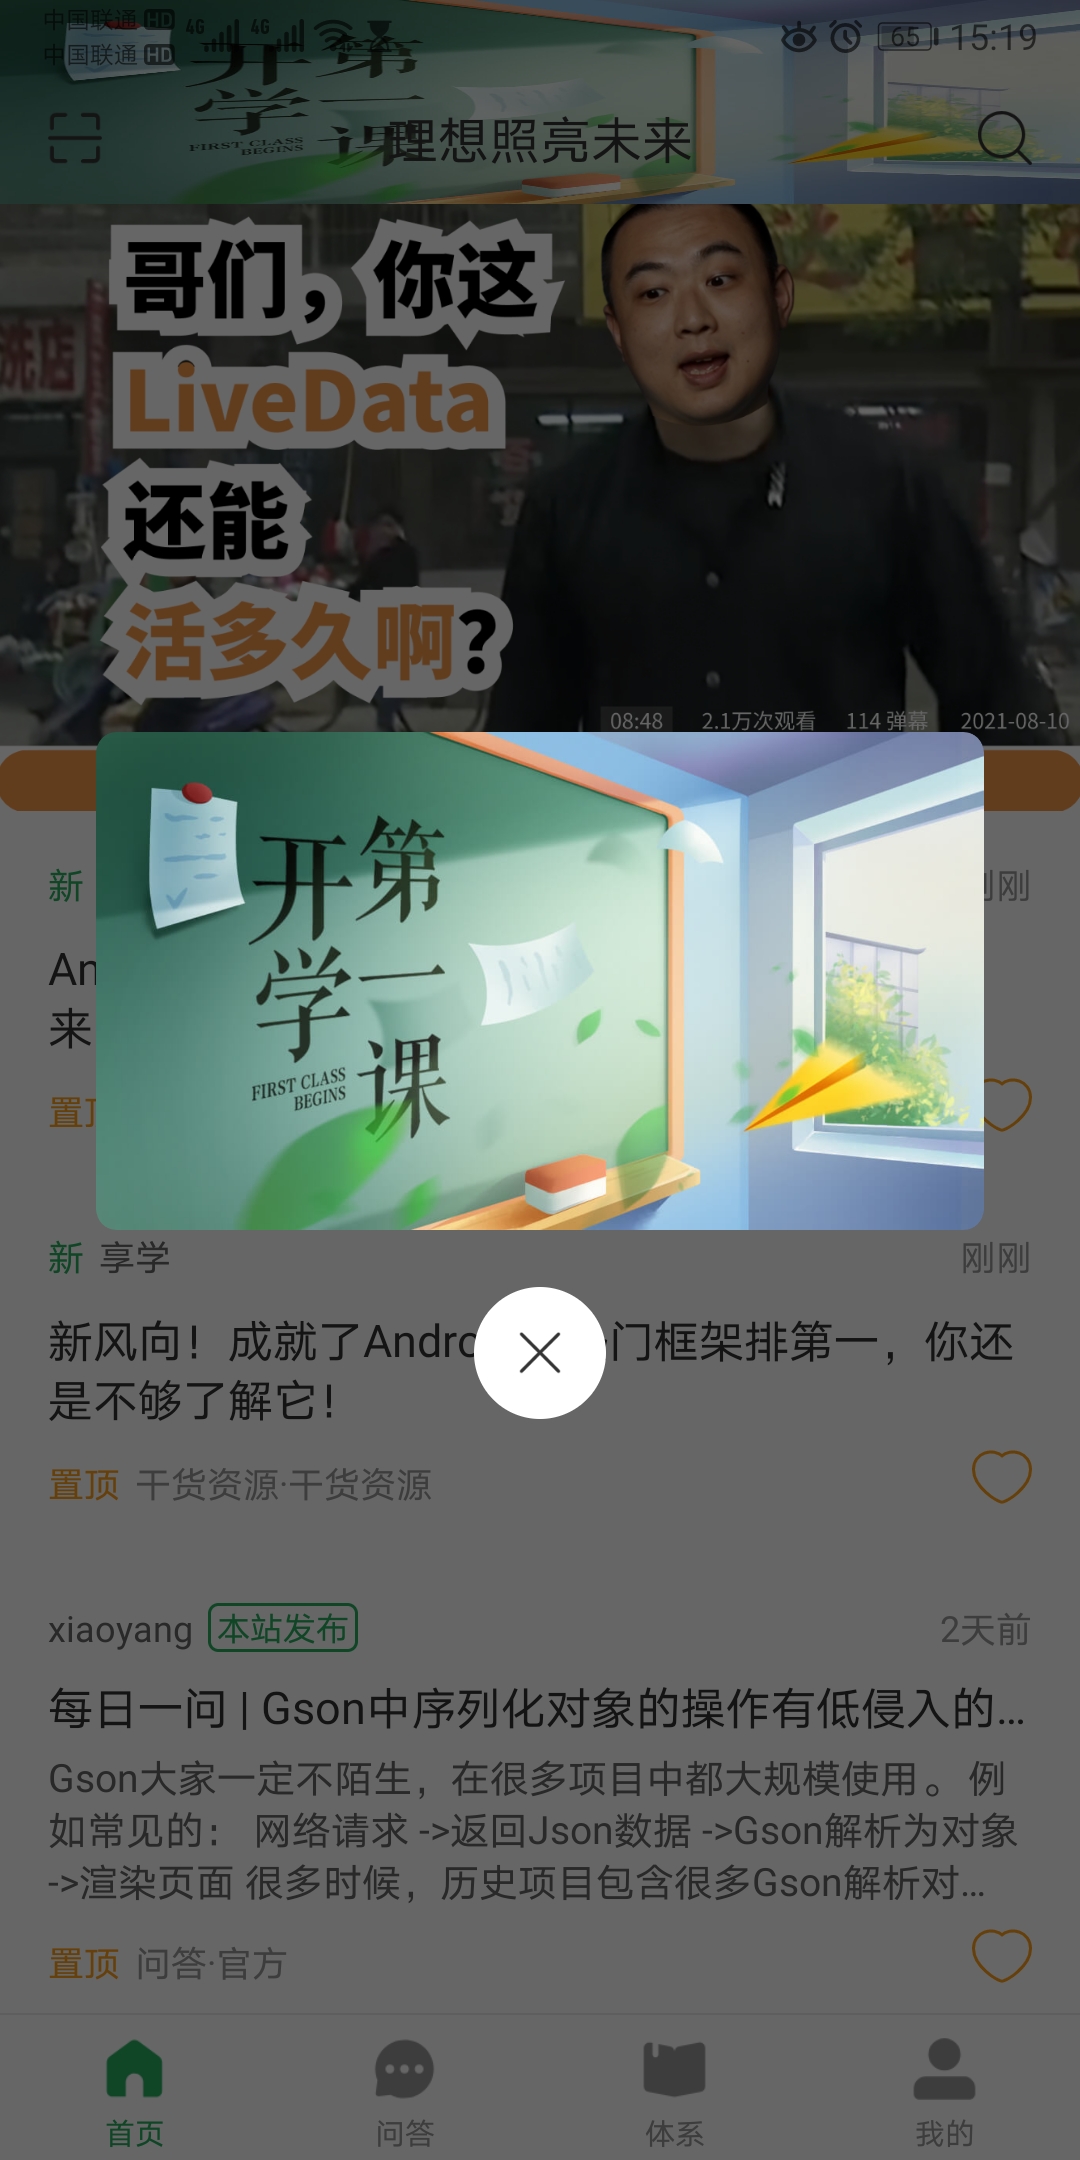 中国联通 HD
中国联通 HD
4G 4G
65 15:19
开第
学一
课
FIRST CLASS
BEGINS
理想照亮未来
洗店
哥们，你这
LiveData
还能
活多久啊？
08:48 2.1万次观看 114 弹幕 2021-08-10
开第
学一
课
FIRST CLASS
BEGINS
新 刚
An
来
置
新 享学 刚刚
新风向！成就了Andro 门框架排第一，你还
是不够了解它！
置顶 干货资源·干货资源
xiaoyang 本站发布 2天前
每日一问 | Gson中序列化对象的操作有低侵入的...
Gson大家一定不陌生，在很多项目中都大规模使用。 例
如常见的： 网络请求 ->返回Json数据 ->Gson解析为对象
->渲染页面 很多时候，历史项目包含很多Gson解析对...
置顶 问答·官方
首页 问答 体系 我的